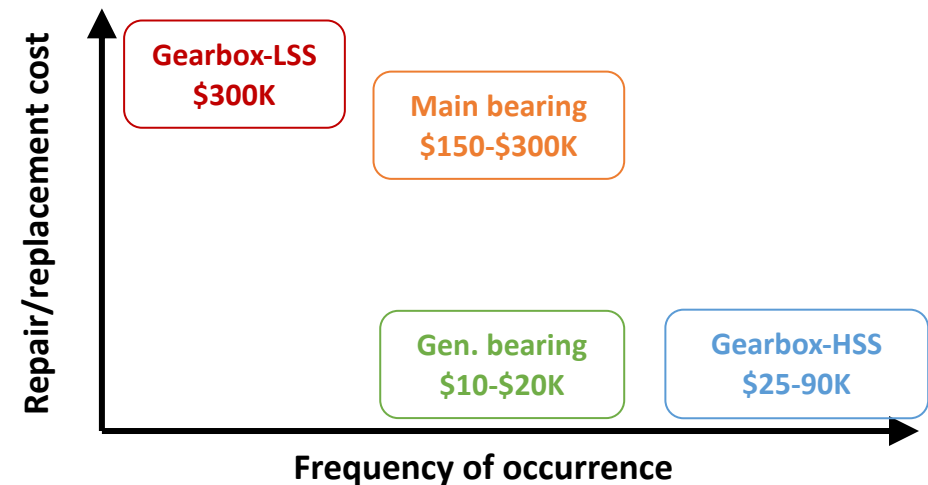 Repair/replacement cost
Gearbox-LSS
$300K
Main bearing
$150-$300K
Gen. bearing
$10-$20K
Gearbox-HSS
$25-90K
Frequency of occurrence